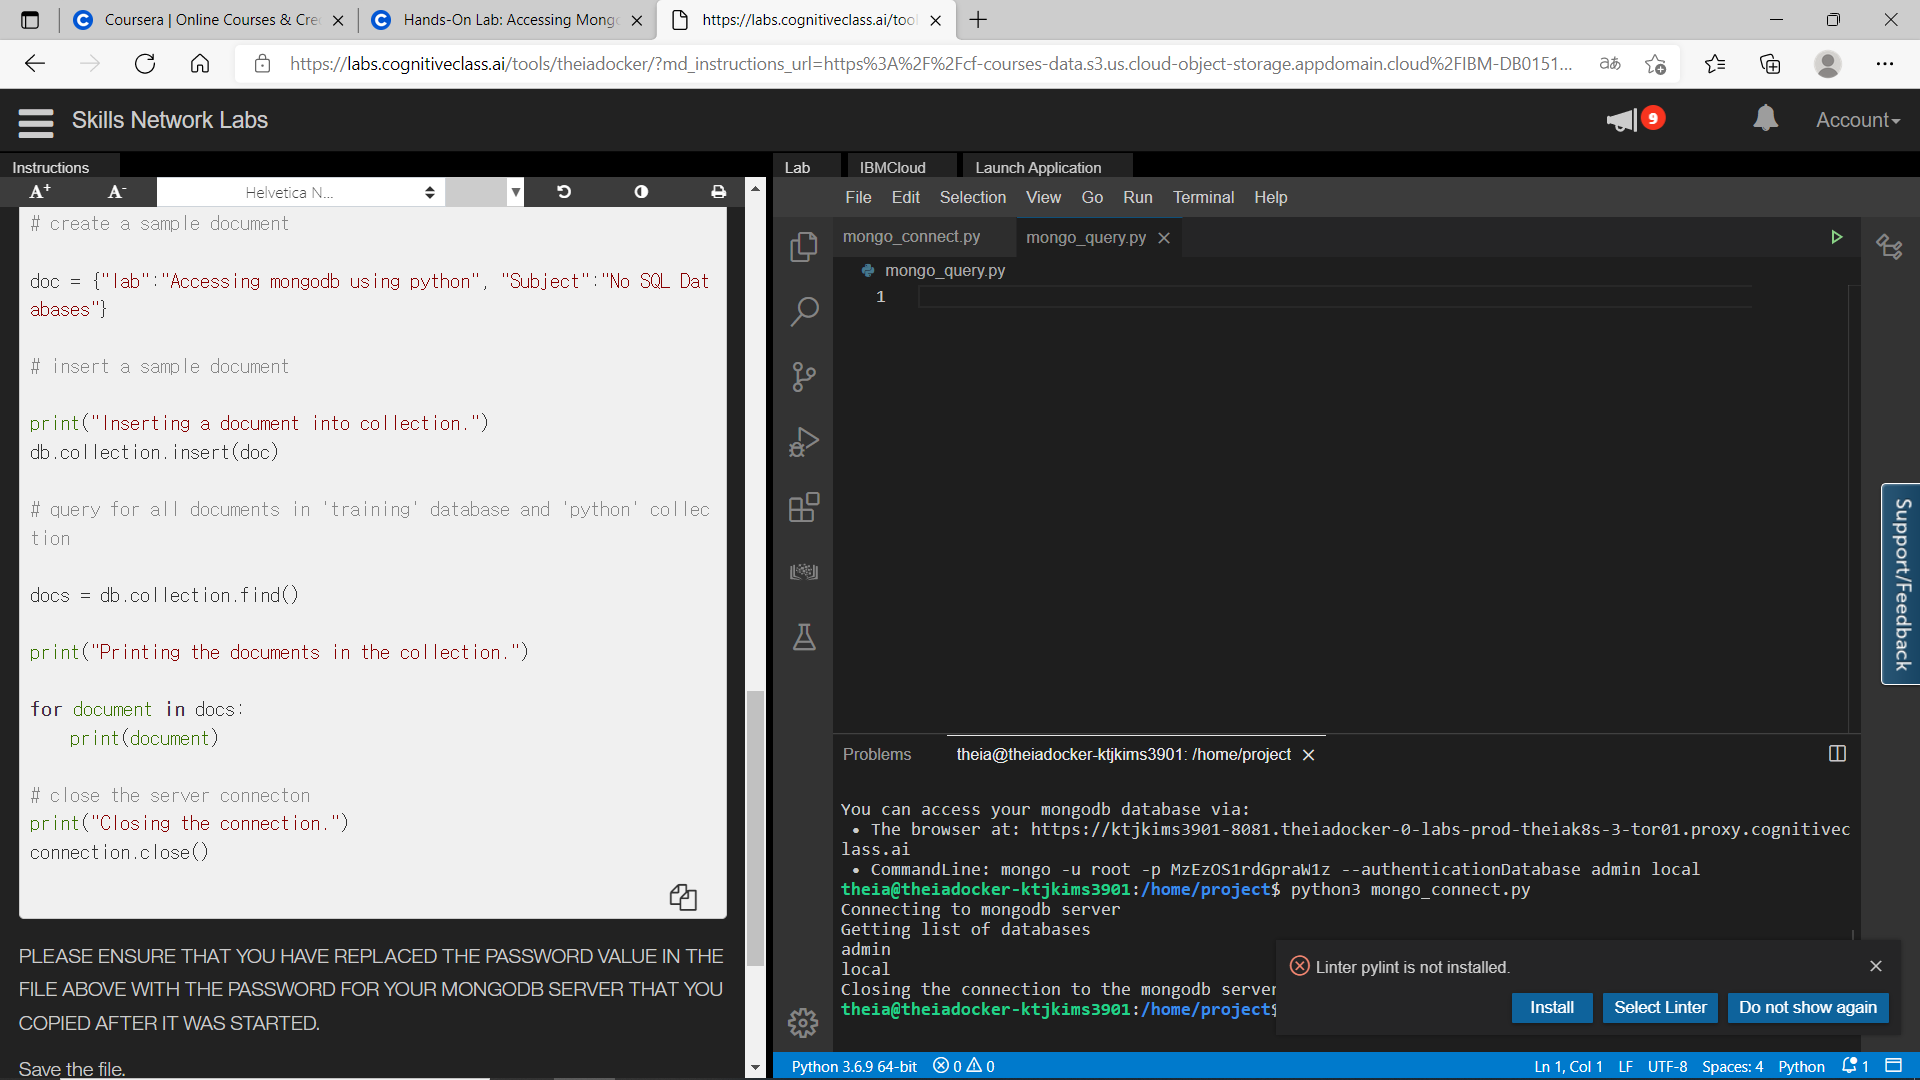 Coursera | Online Courses & Cre
Hands-On Lab: Accessing Mongo
https://labs.cognitiveclass.ai/tool
https://labs.cognitiveclass.ai/tools/theiadocker/?md_instructions_url=https%3A%2F%2Fcf-courses-data.s3.us.cloud-object-storage.appdomain.cloud%2FIBM-DB0151...
aあ
Skills Network Labs
9
Account
Instructions
A+ A- Helvetica N...
# create a sample document
doc = {"lab":"Accessing mongodb using python", "Subject":"No SQL Dat
abases"}
# insert a sample document
print("Inserting a document into collection.")
db.collection.insert(doc)
# query for all documents in 'training' database and 'python' collec
tion
docs = db.collection.find()
print("Printing the documents in the collection.")
for document in docs:
    print(document)
# close the server connecton
print("Closing the connection.")
connection.close()
PLEASE ENSURE THAT YOU HAVE REPLACED THE PASSWORD VALUE IN THE
FILE ABOVE WITH THE PASSWORD FOR YOUR MONGODB SERVER THAT YOU
COPIED AFTER IT WAS STARTED.
Save the file.
Lab IBMCloud Launch Application
File Edit Selection View Go Run Terminal Help
mongo_connect.py mongo_query.py
mongo_query.py
1
Problems theia@theiadocker-ktjkims3901: /home/project
You can access your mongodb database via:
• The browser at: https://ktjkims3901-8081.theiadocker-0-labs-prod-theiak8s-3-tor01.proxy.cognitivec
lass.ai
• CommandLine: mongo -u root -p MzEzOS1rdGpraW1z --authenticationDatabase admin local
theia@theiadocker-ktjkims3901:/home/project$ python3 mongo_connect.py
Connecting to mongodb server
Getting list of databases
admin
local
Closing the connection to the mongodb server
theia@theiadocker-ktjkims3901:/home/project$
Linter pylint is not installed.
Install Select Linter Do not show again
Support/Feedback
Python 3.6.9 64-bit 0 0 Ln 1, Col 1 LF UTF-8 Spaces: 4 Python 1